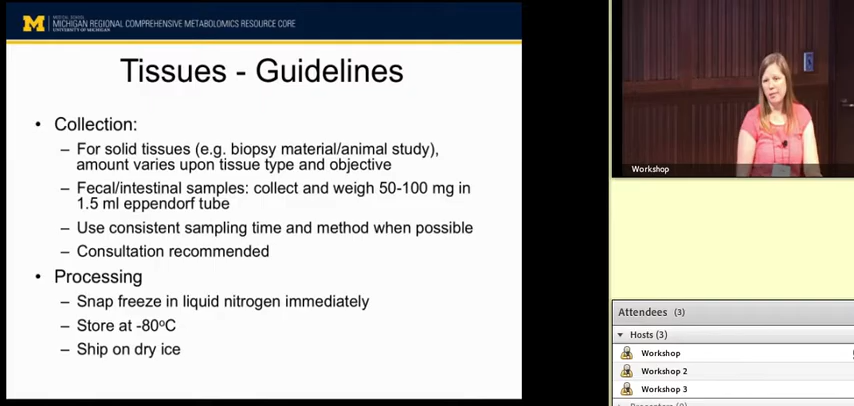 M
MEDICAL SCHOOL
MICHIGAN REGIONAL COMPREHENSIVE METABOLOMICS RESOURCE CORE
UNIVERSITY OF MICHIGAN
Tissues - Guidelines
• Collection:
– For solid tissues (e.g. biopsy material/animal study),
amount varies upon tissue type and objective
– Fecal/intestinal samples: collect and weigh 50-100 mg in
1.5 ml eppendorf tube
– Use consistent sampling time and method when possible
– Consultation recommended
• Processing
– Snap freeze in liquid nitrogen immediately
– Store at -80ºC
– Ship on dry ice
Workshop
Attendees (3)
Hosts (3)
Workshop
Workshop 2
Workshop 3